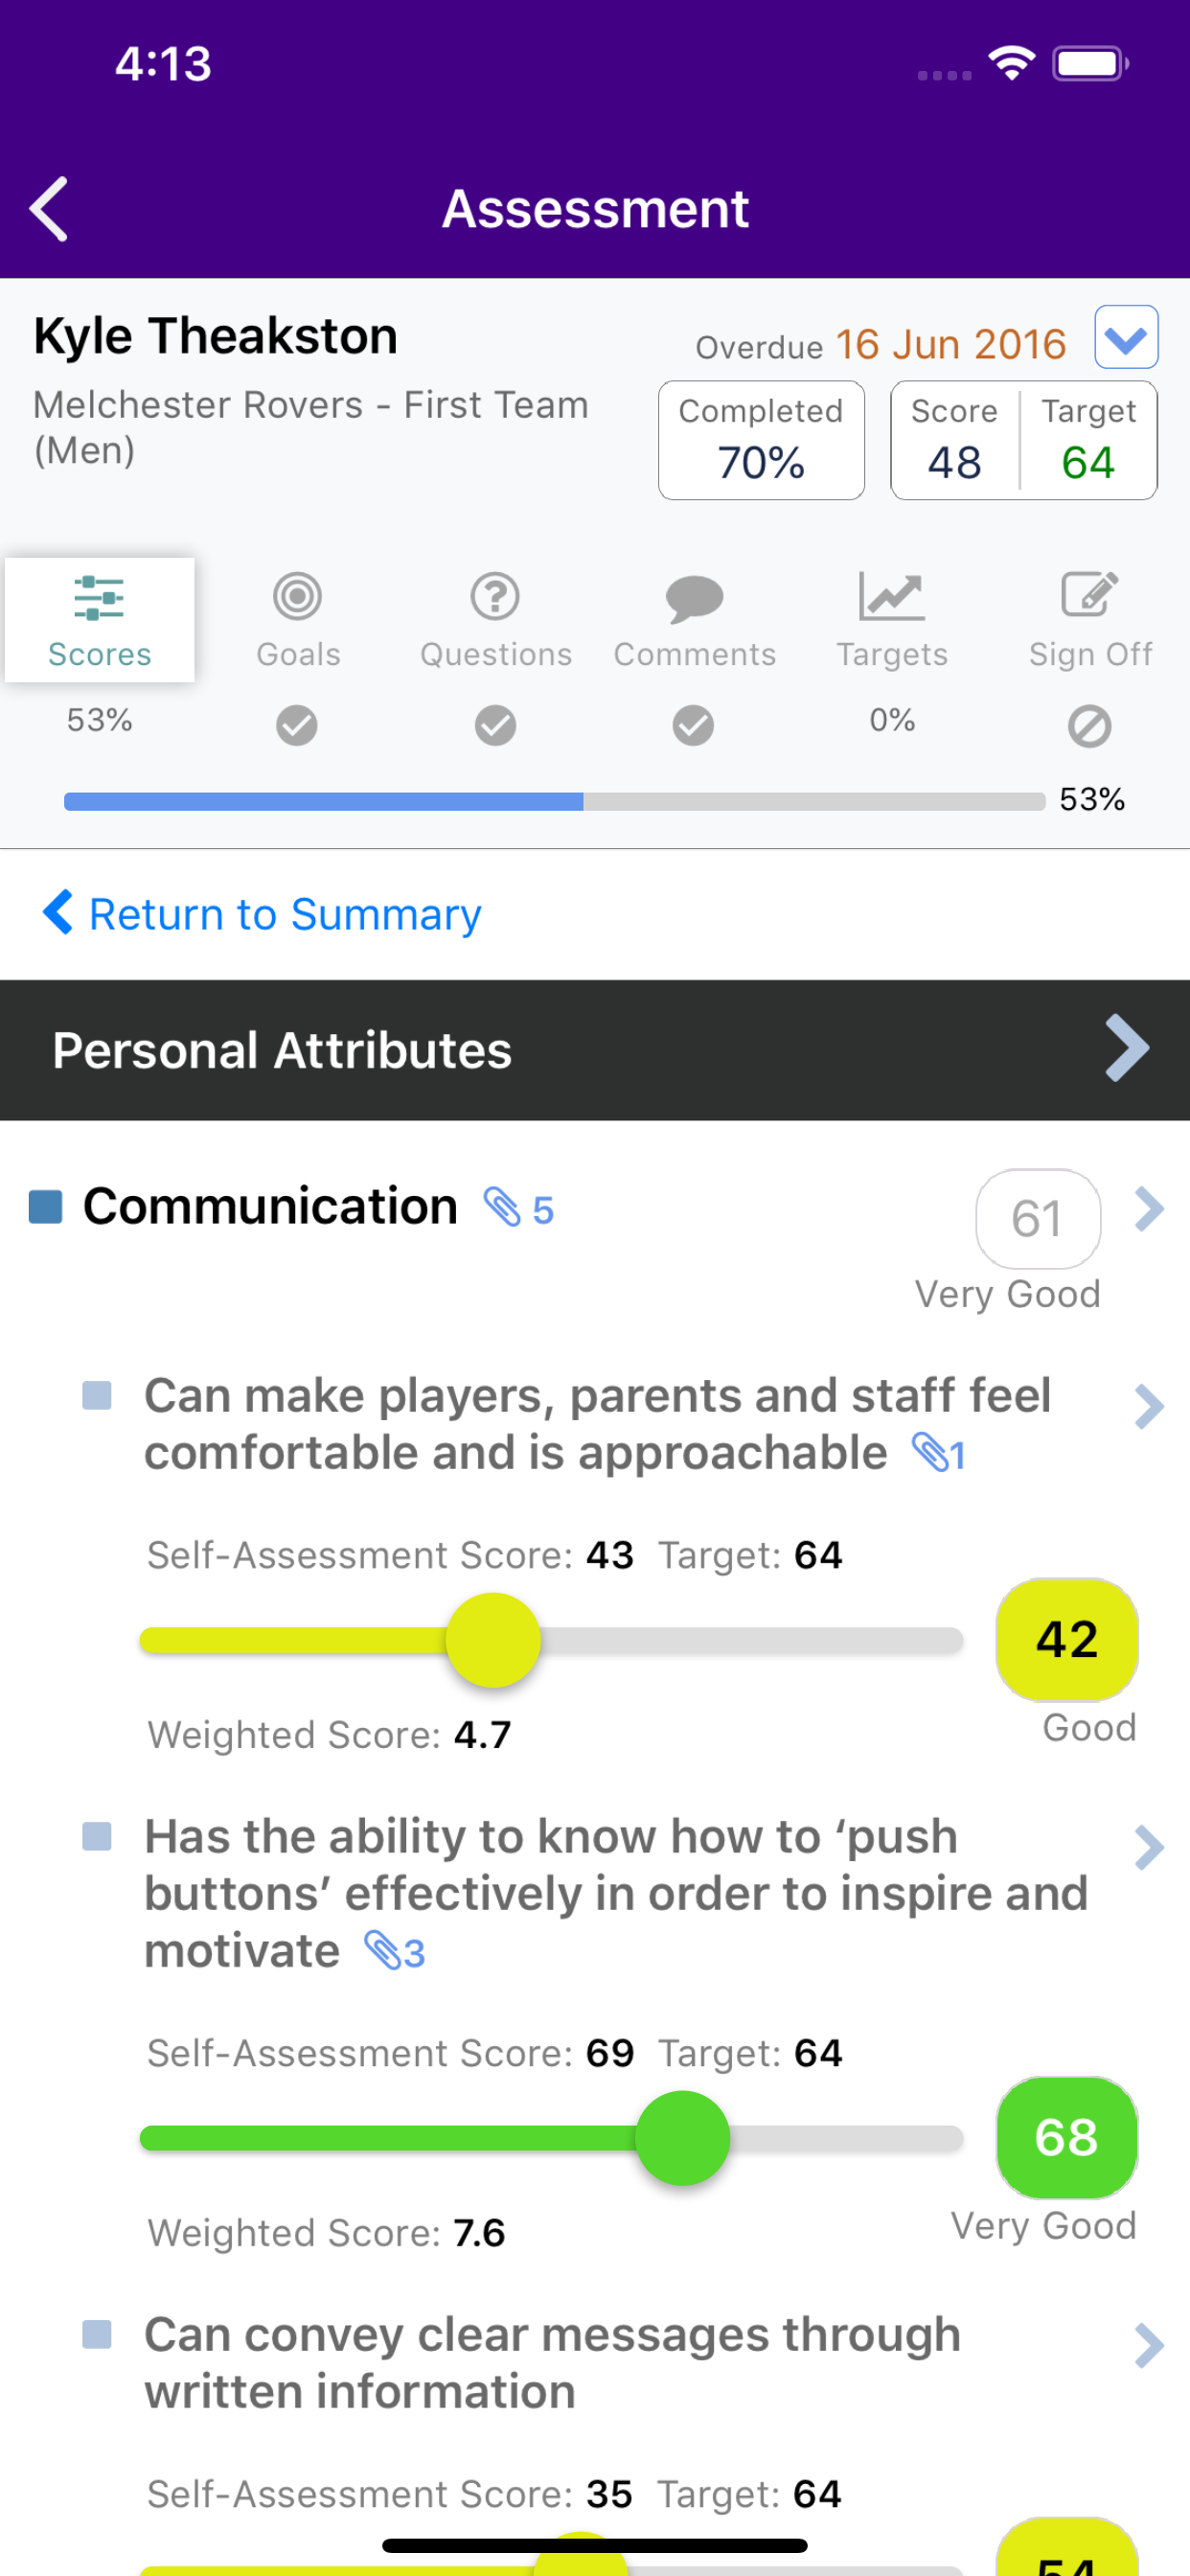 4:13
Assessment
Kyle Theakston
Overdue 16 Jun 2016
Melchester Rovers - First Team
(Men)
Completed
70%
Score
48
Target
64
Scores
Goals
Questions
Comments
Targets
Sign Off
53%
0%
53%
Return to Summary
Personal Attributes
Communication 5
61
Very Good
Can make players, parents and staff feel
comfortable and is approachable 1
Self-Assessment Score: 43 Target: 64
42
Good
Weighted Score: 4.7
Has the ability to know how to ‘push
buttons’ effectively in order to inspire and
motivate 3
Self-Assessment Score: 69 Target: 64
68
Very Good
Weighted Score: 7.6
Can convey clear messages through
written information
Self-Assessment Score: 35 Target: 64
54